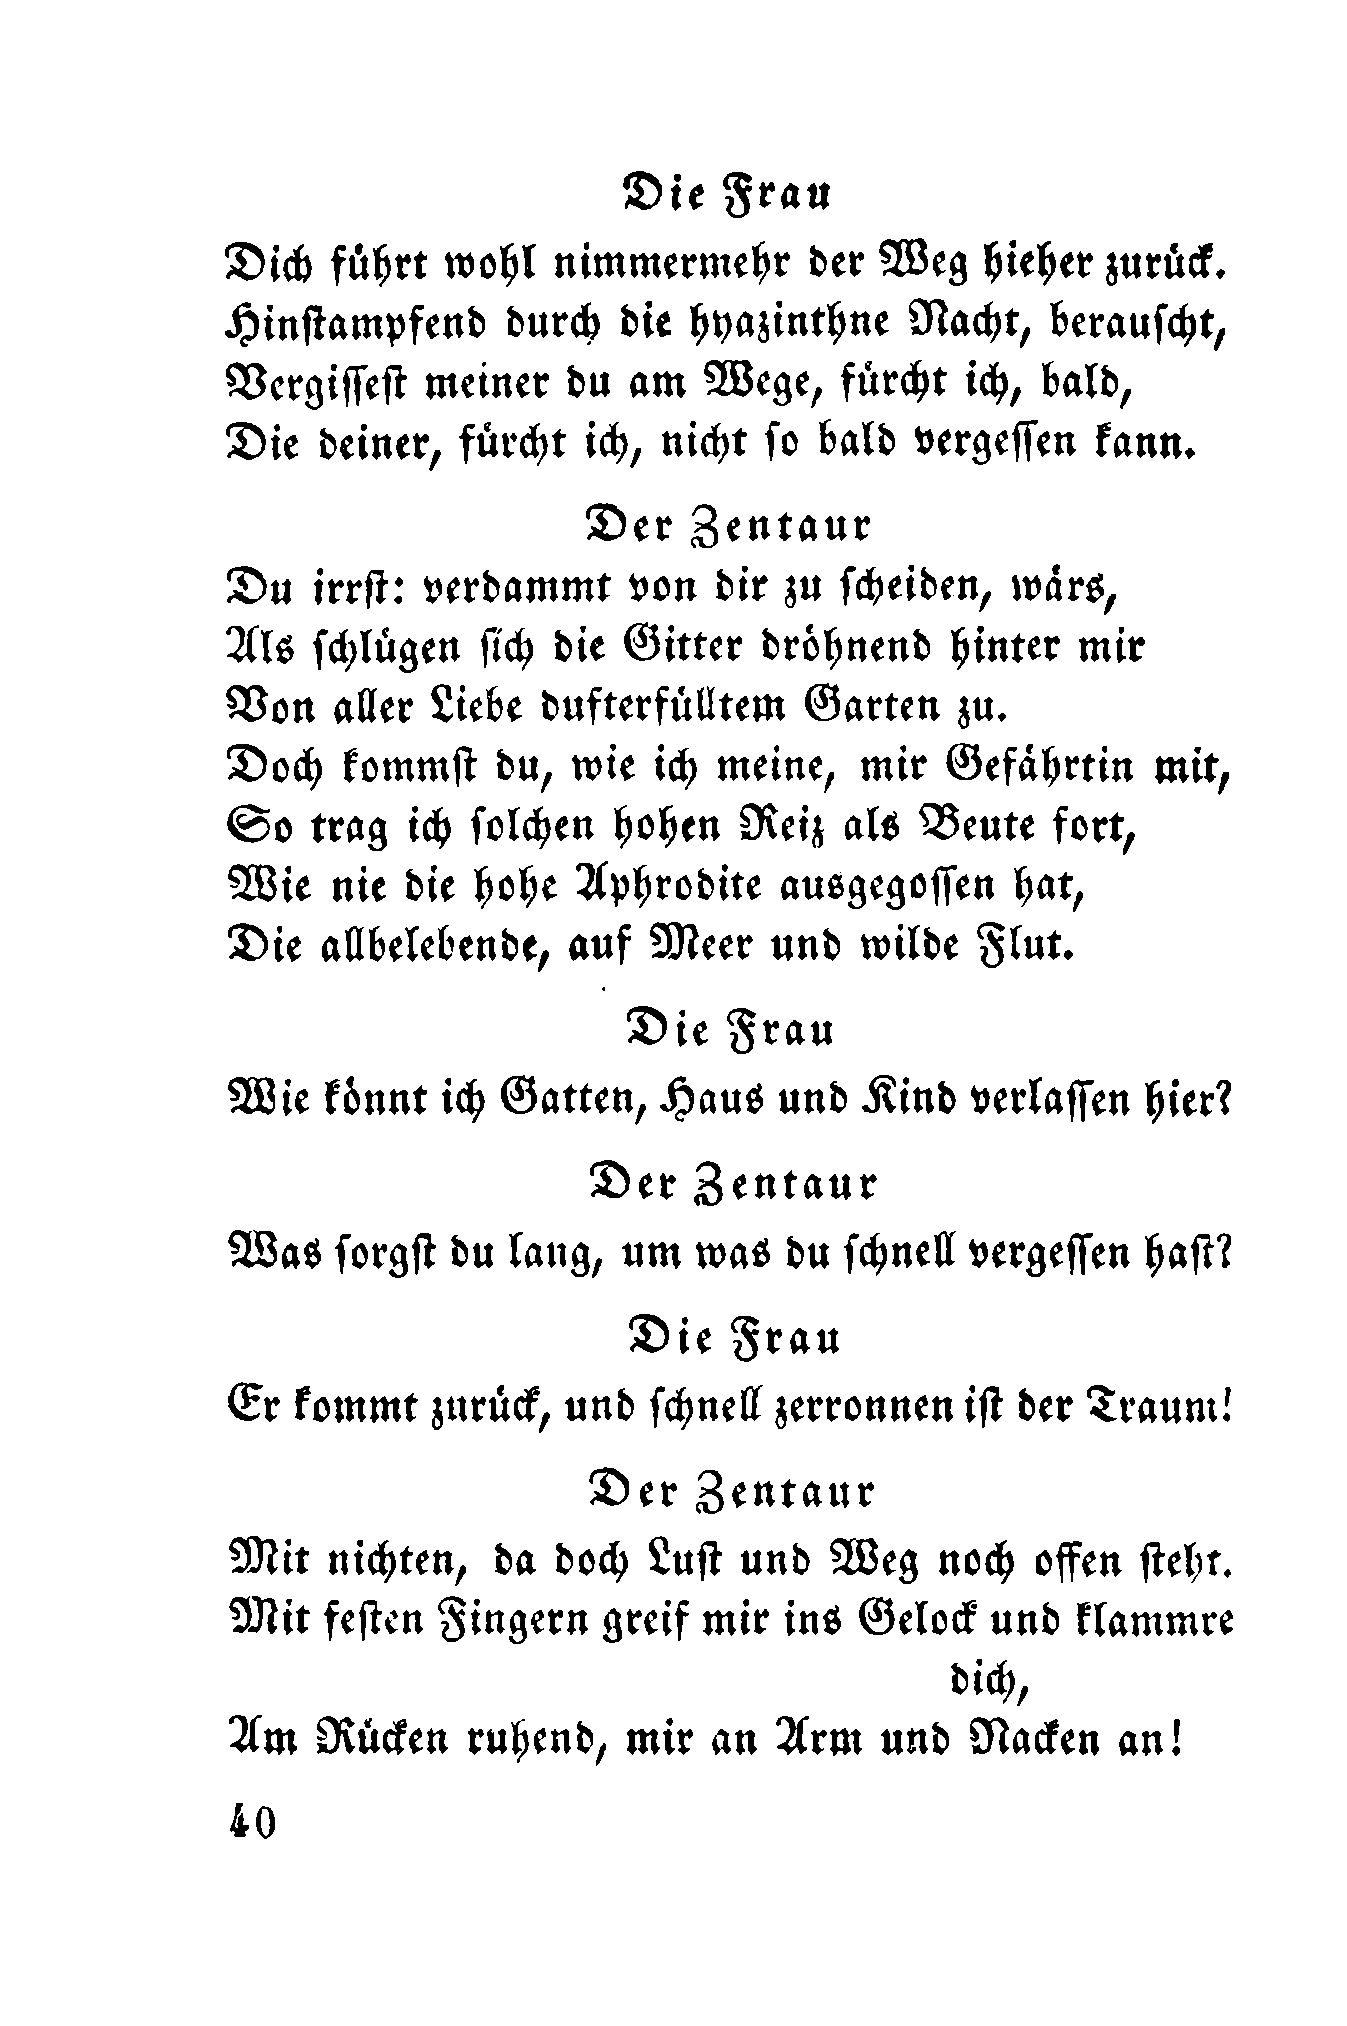 Die Frau
Dich führt wohl nimmermehr der Weg hieher zurück.
Hinstampfend durch die hyazinthne Nacht, berauscht,
Vergissest meiner du am Wege, fürcht ich, bald,
Die deiner, fürcht ich, nicht so bald vergessen kann.
Der Zentaur
Du irrst: verdammt von dir zu scheiden, wärs,
Als schlügen sich die Gitter dröhnend hinter mir
Von aller Liebe dufterfülltem Garten zu.
Doch kommst du, wie ich meine, mir Gefährtin mit,
So trag ich solchen hohen Reiz als Beute fort,
Wie nie die hohe Aphrodite ausgegossen hat,
Die allbelebende, auf Meer und wilde Flut.
Die Frau
Wie könnt ich Gatten, Haus und Kind verlassen hier?
Der Zentaur
Was sorgst du lang, um was du schnell vergessen hast?
Die Frau
Er kommt zurück, und schnell zerronnen ist der Traum!
Der Zentaur
Mit nichten, da doch Lust und Weg noch offen steht.
Mit festen Fingern greif mir ins Gelock und klammre
dich,
Am Rücken ruhend, mir an Arm und Nacken an!
40